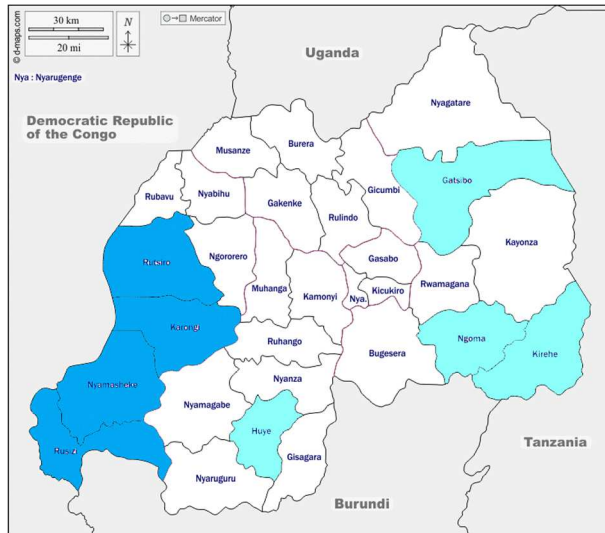 30 km
20 mi
N
Mercator
© d-maps.com
Nya : Nyarugenge
Uganda
Democratic Republic
of the Congo
Nyagatare
Musanze
Burera
Gatsibo
Gicumbi
Rubavu
Nyabihu
Gakenke
Rulindo
Kayonza
Rutsiro
Ngororero
Gasabo
Muhanga
Kamonyi
Nya.
Kicukiro
Rwamagana
Karongi
Ruhango
Bugesera
Ngoma
Kirehe
Nyamasheke
Nyanza
Nyamagabe
Huye
Rusizi
Gisagara
Nyaruguru
Tanzania
Burundi